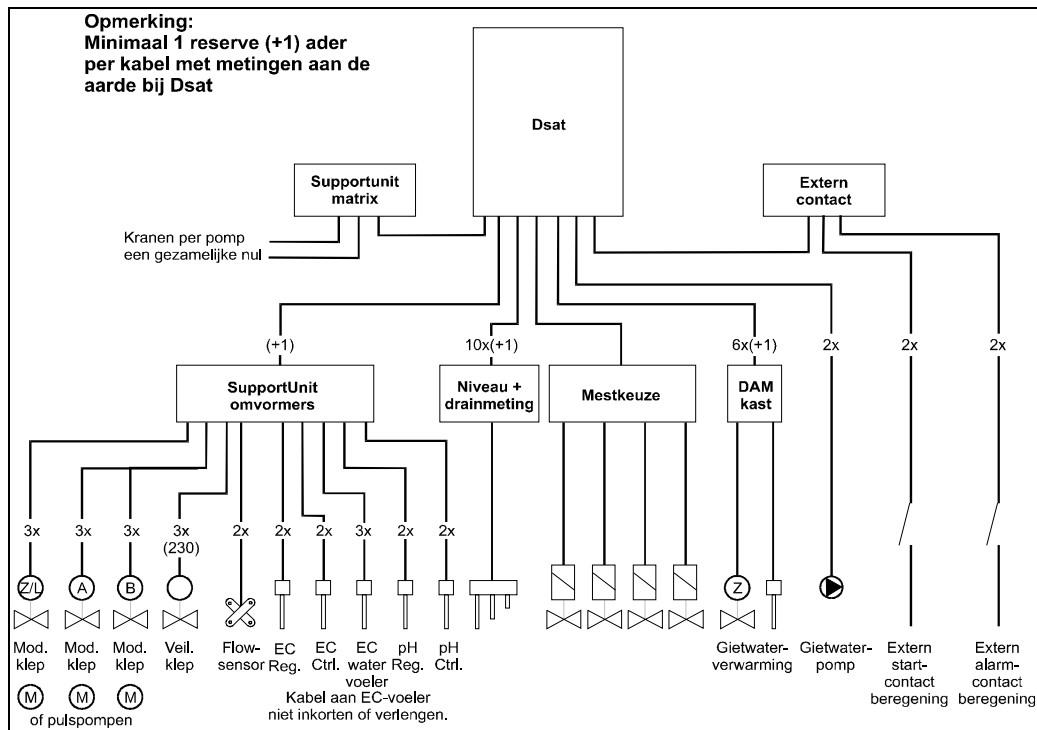 Opmerking:
Minimaal 1 reserve (+1) ader
per kabel met metingen aan de
aarde bij Dsat
Dsat
Supportunit
matrix
Extern
contact
Kranen per pomp
een gezamelijke nul
(+1)
10x(+1)
6x(+1)
2x
2x
2x
SupportUnit
omvormers
Niveau +
drainmeting
Mestkeuze
DAM
kast
3x
3x
3x
3x
(230)
2x
2x
2x
3x
2x
2x
Z/L
A
B
Z
Mod.
klep
Mod.
klep
Mod.
klep
Veil.
klep
Flow-
sensor
EC
Reg.
EC
Ctrl.
EC
water
voeler
pH
Reg.
pH
Ctrl.
Gietwater-
verwarming
Gietwater-
pomp
Extern
start-
contact
beregening
Extern
alarm-
contact
beregening
M
M
M
of pulspompen
Kabel aan EC-voeler
niet inkorten of verlengen.